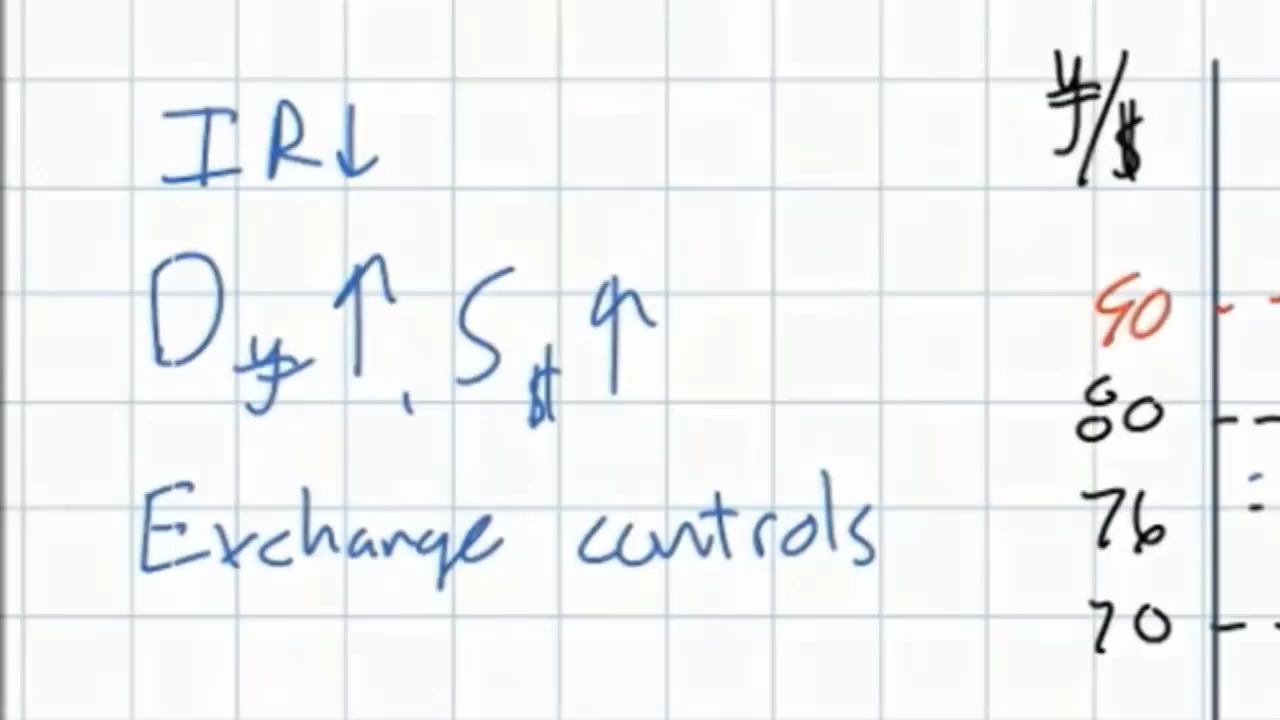 IR↓
D¥↑, S$↑
Exchange controls
¥/$
90
80
76
70